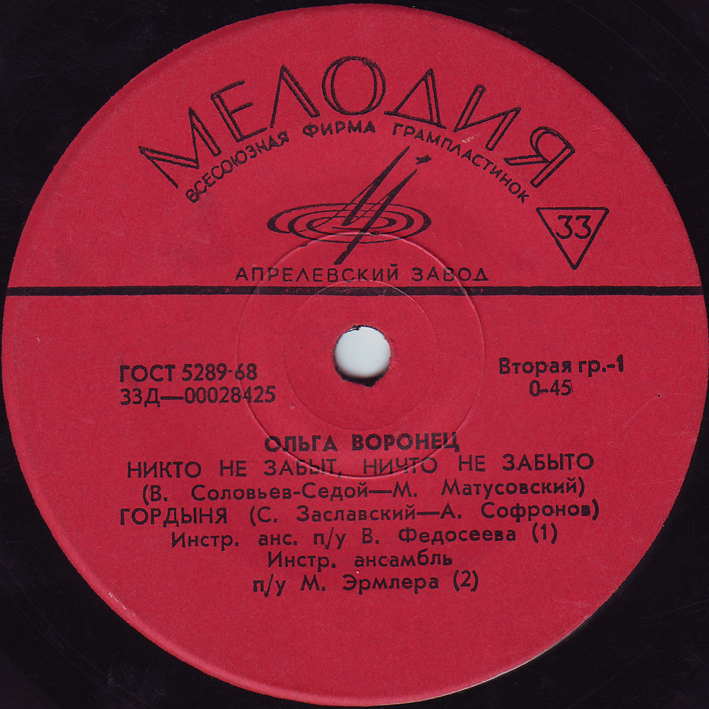 МЕЛОДИЯ
ВСЕСОЮЗНАЯ ФИРМА ГРАМПЛАСТИНОК
33
АПРЕЛЕВСКИЙ ЗАВОД
ГОСТ 5289-68
33Д—00028425
Вторая гр.-1
0-45
ОЛЬГА ВОРОНЕЦ
НИКТО НЕ ЗАБЫТ, НИЧТО НЕ ЗАБЫТО
(В. Соловьев-Седой—М. Матусовский)
ГОРДЫНЯ (С. Заславский—А. Софронов)
Инстр. анс. п/у В. Федосеева (1)
Инстр. ансамбль
п/у М. Эрмлера (2)